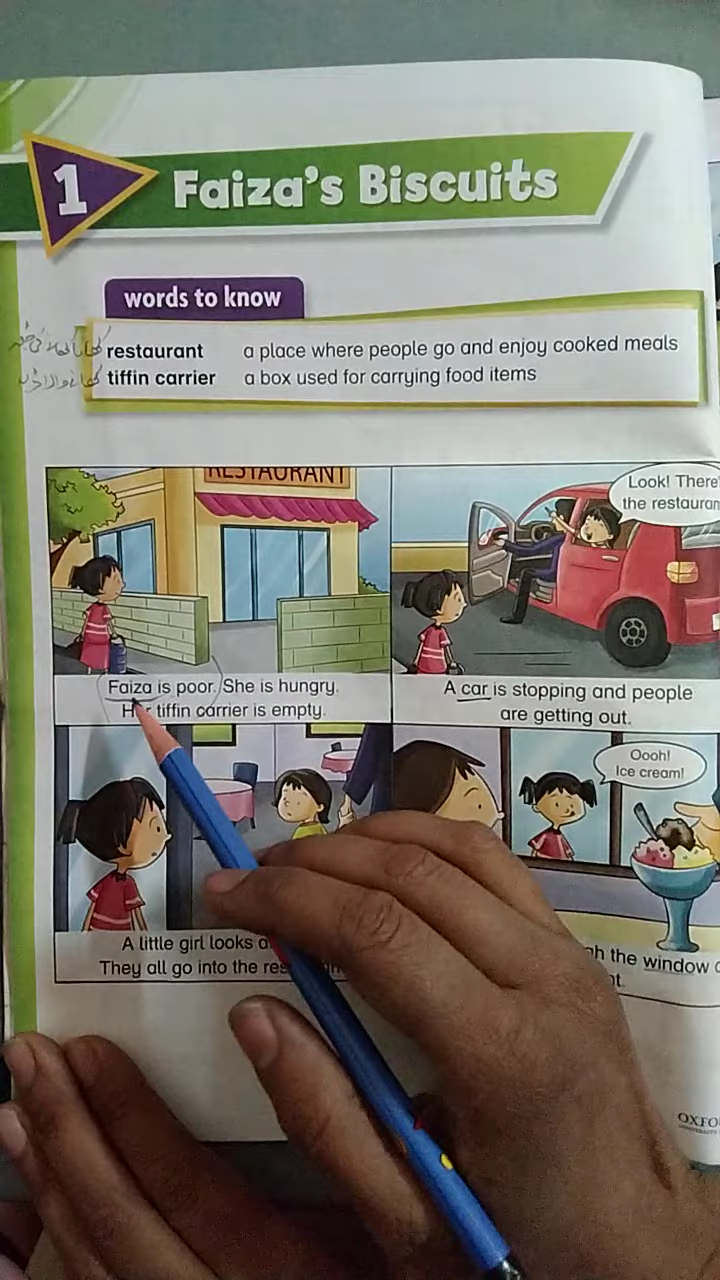 1
Faiza's Biscuits
words to know
restaurant a place where people go and enjoy cooked meals
tiffin carrier a box used for carrying food items
RESTAURANT
Look! There'
the restauran
Faiza is poor. She is hungry.
Her tiffin carrier is empty.
A car is stopping and people
are getting out.
Oooh!
Ice cream!
A little girl looks
They all go into the
the window
OXFO